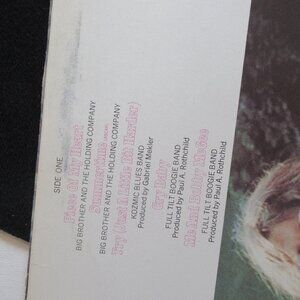 SIDE ONE
Piece Of My Heart
BIG BROTHER AND THE HOLDING COMPANY
Summertime
BIG BROTHER AND THE HOLDING COMPANY
Try (Just A Little Bit Harder)
KOZMIC BLUES BAND
Produced by Gabriel Mekler
Cry Baby
FULL TILT BOOGIE BAND
Produced by Paul A. Rothchild
Me And Bobby McGee
FULL TILT BOOGIE BAND
Produced by Paul A. Rothchild